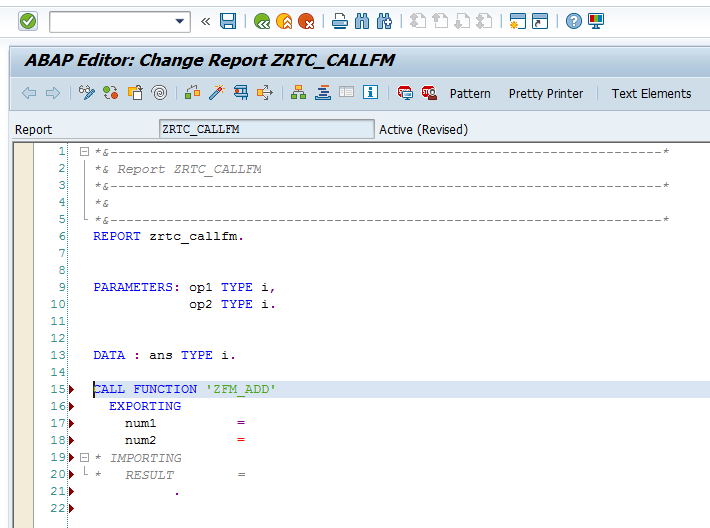 ABAP Editor: Change Report ZRTC_CALLFM
Pattern Pretty Printer Text Elements
Report ZRTC_CALLFM Active (Revised)
1 *&---------------------------------------------------------------------*
2 *& Report ZRTC_CALLFM
3 *&---------------------------------------------------------------------*
4 *&
5 *&---------------------------------------------------------------------*
6 REPORT zrtc_callfm.
7
8
9 PARAMETERS: op1 TYPE i,
10 op2 TYPE i.
11
12
13 DATA : ans TYPE i.
14
15 CALL FUNCTION 'ZFM_ADD'
16 EXPORTING
17 num1 =
18 num2 =
19 * IMPORTING
20 * RESULT =
21 .
22